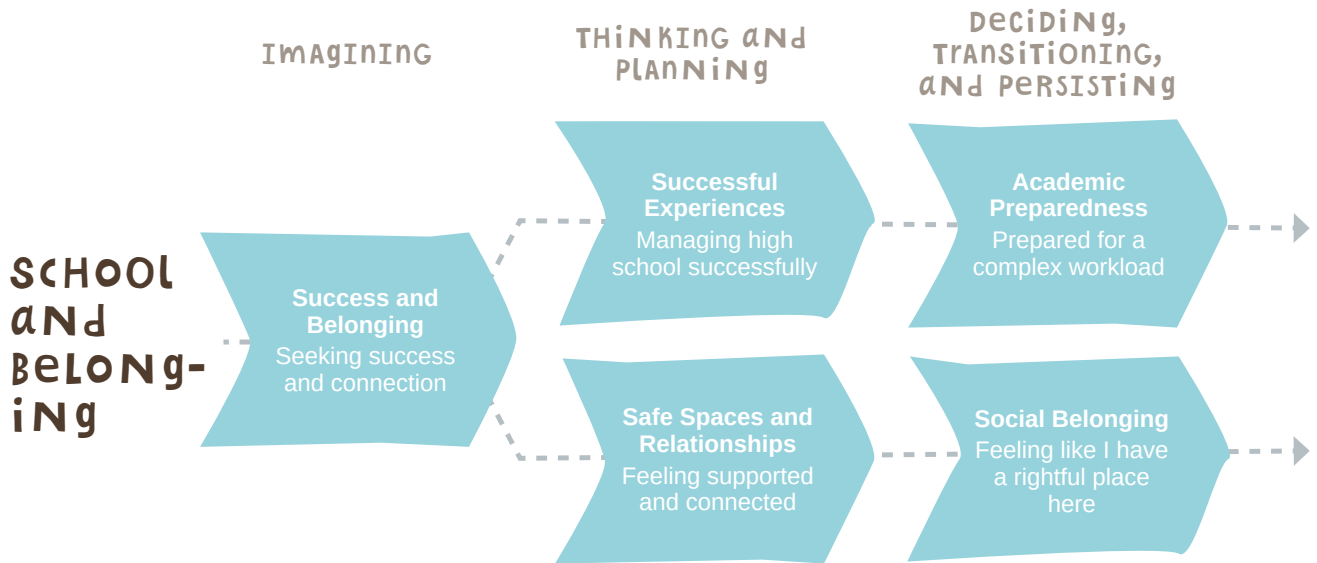 Imagining
Thinking and
Planning
Deciding,
Transitioning,
and Persisting
School
and
Belong-
ing
Success and
Belonging
Seeking success
and connection
Successful
Experiences
Managing high
school successfully
Academic
Preparedness
Prepared for a
complex workload
Safe Spaces and
Relationships
Feeling supported
and connected
Social Belonging
Feeling like I have
a rightful place
here